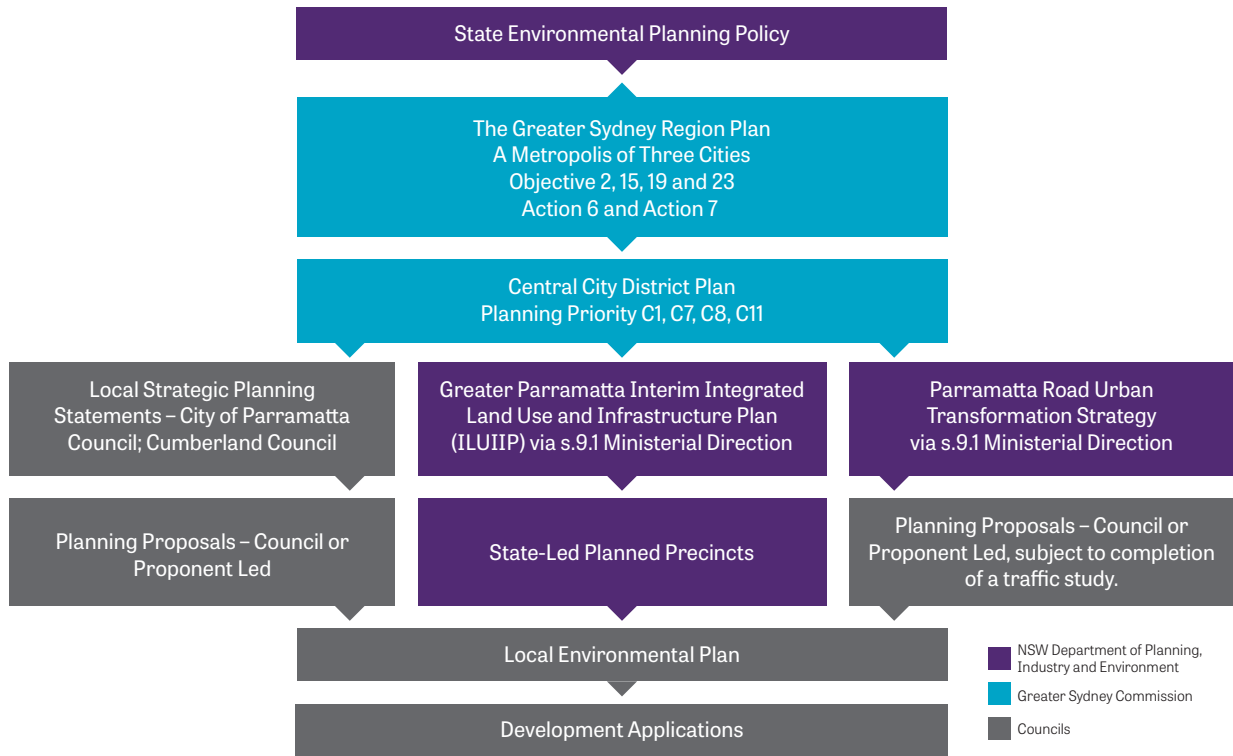 State Environmental Planning Policy
The Greater Sydney Region Plan
A Metropolis of Three Cities
Objective 2, 15, 19 and 23
Action 6 and Action 7
Central City District Plan
Planning Priority C1, C7, C8, C11
Local Strategic Planning
Statements – City of Parramatta
Council; Cumberland Council
Greater Parramatta Interim Integrated
Land Use and Infrastructure Plan
(ILUIIP) via s.9.1 Ministerial Direction
Parramatta Road Urban
Transformation Strategy
via s.9.1 Ministerial Direction
Planning Proposals – Council or
Proponent Led
State-Led Planned Precincts
Planning Proposals – Council or
Proponent Led, subject to completion
of a traffic study.
Local Environmental Plan
Development Applications
NSW Department of Planning,
Industry and Environment
Greater Sydney Commission
Councils